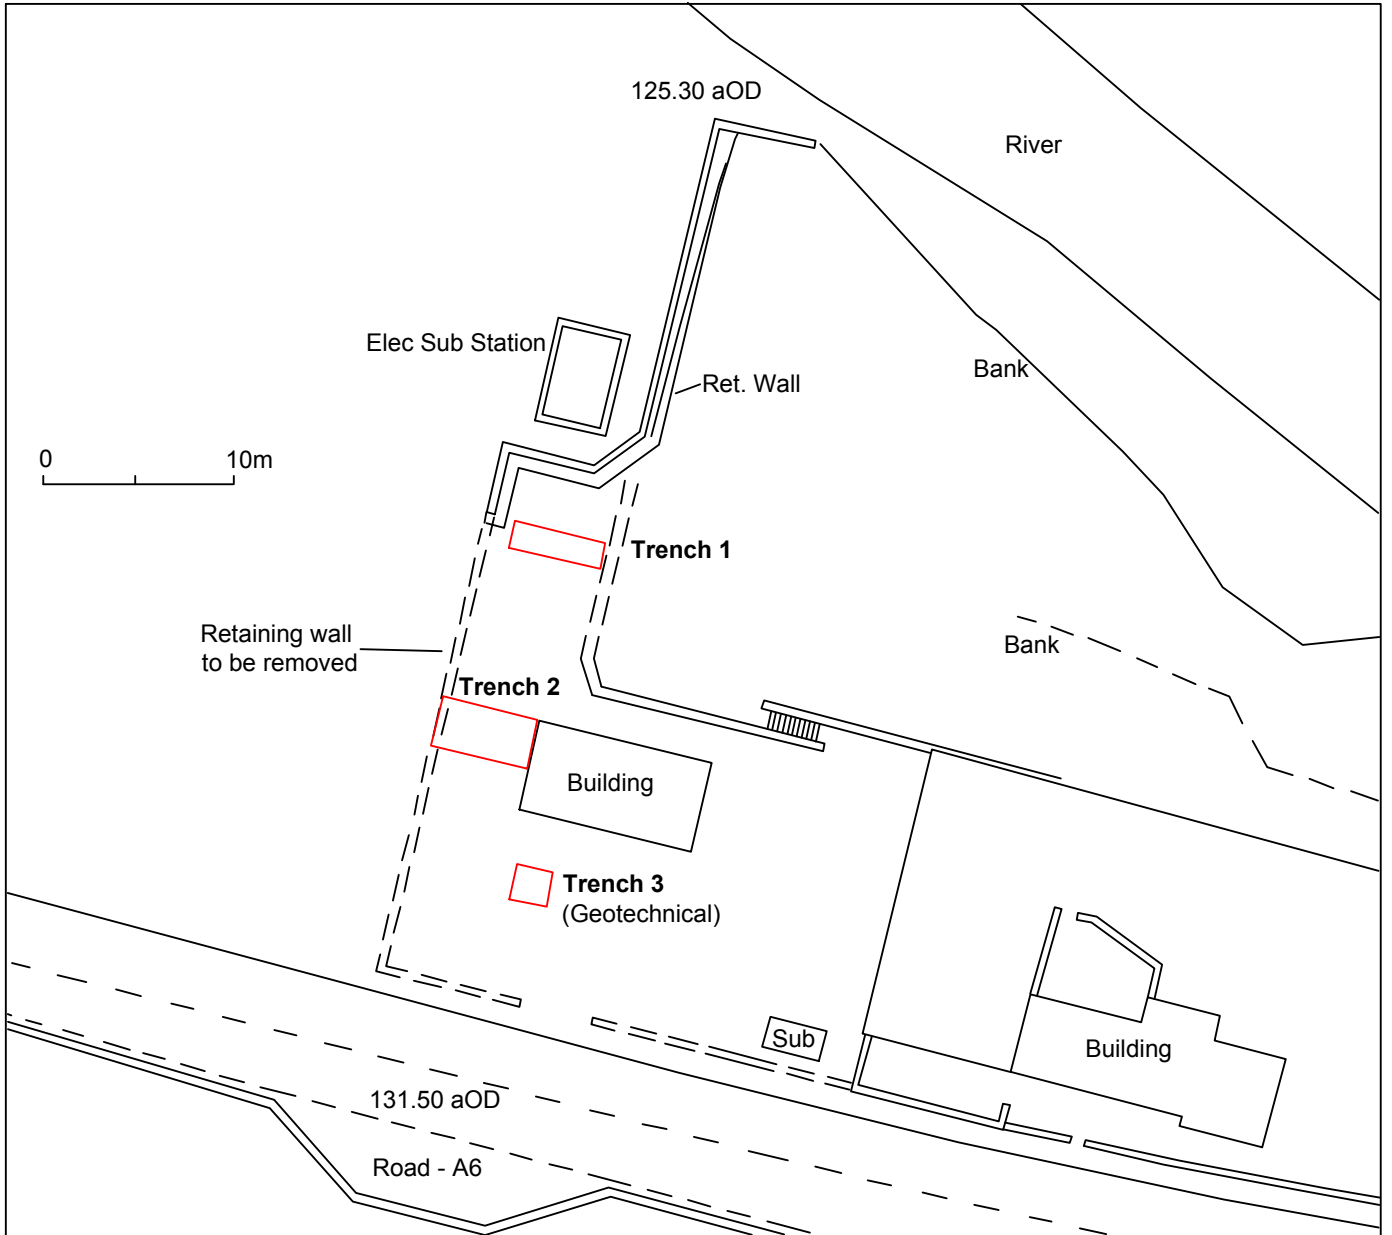 125.30 aOD
River
Elec Sub Station
Bank
Ret. Wall
0 10m
Trench 1
Retaining wall
to be removed
Bank
Trench 2
Building
Trench 3
(Geotechnical)
Sub
Building
131.50 aOD
Road - A6